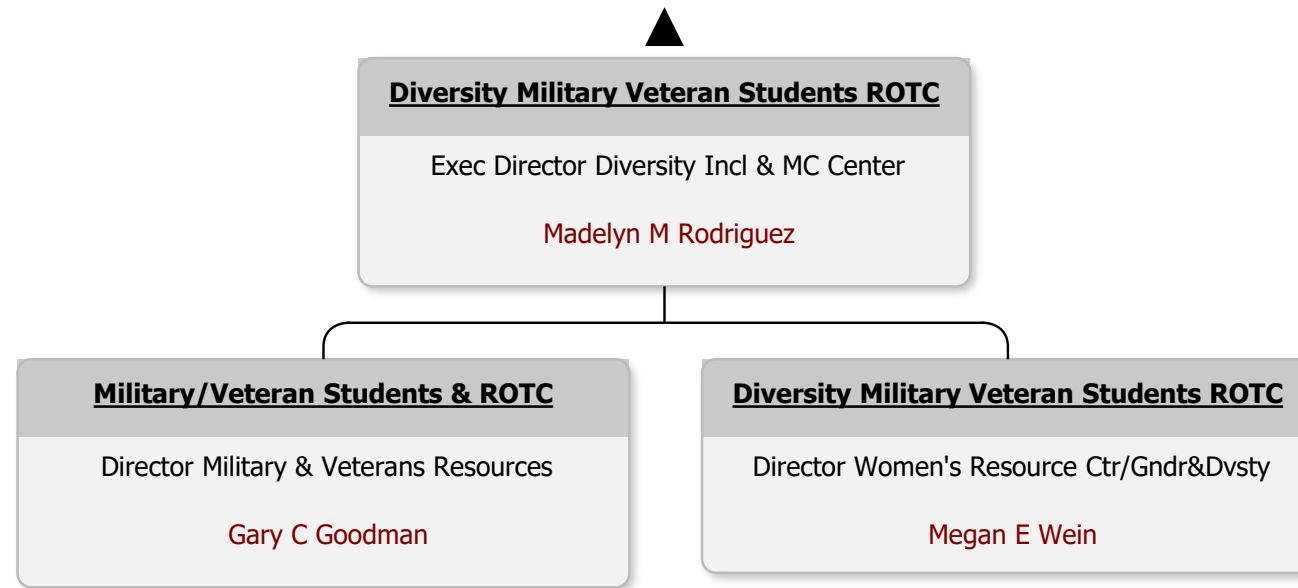 Diversity Military Veteran Students ROTC
Exec Director Diversity Incl & MC Center
Madelyn M Rodriguez
Military/Veteran Students & ROTC
Director Military & Veterans Resources
Gary C Goodman
Diversity Military Veteran Students ROTC
Director Women's Resource Ctr/Gndr&Dvsty
Megan E Wein